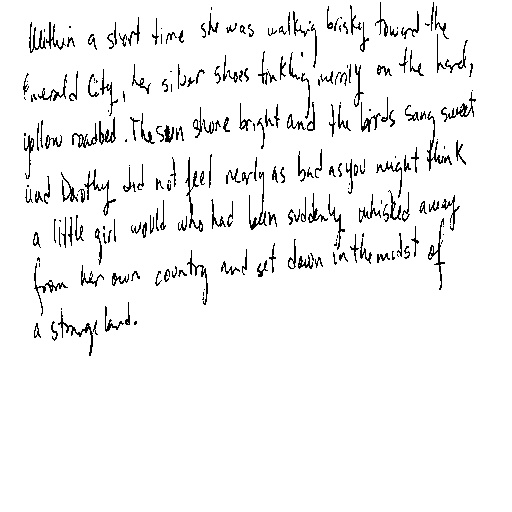 Within a short time she was walking brisky toward the
Emerald City, her silver shoes tinkling merrily on the hard,
yellow roadbed. The sun shone bright and the birds sang sweet
and Dorothy did not feel nearly as bad as you might think
a little girl would who had been suddenly whisked away
from her own country and set down in the midst of
a strange land.